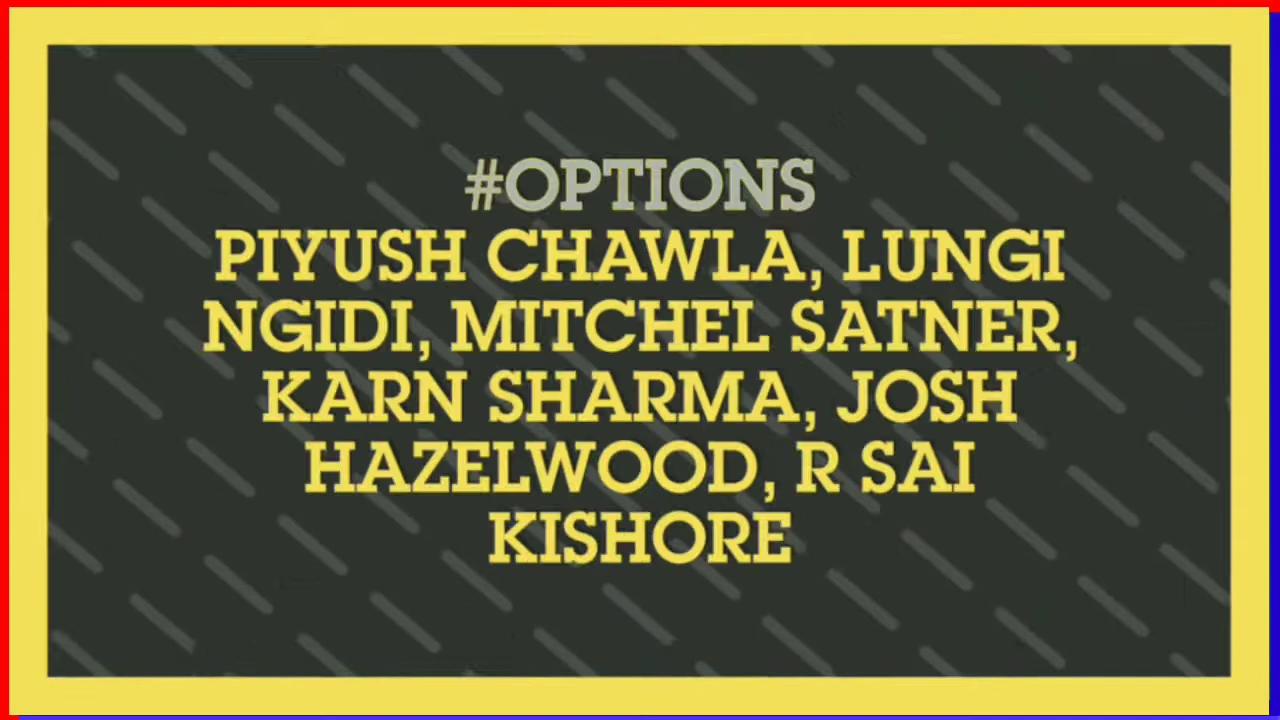 #OPTIONS
PIYUSH CHAWLA, LUNGI
NGIDI, MITCHEL SATNER,
KARN SHARMA, JOSH
HAZELWOOD, R SAI
KISHORE